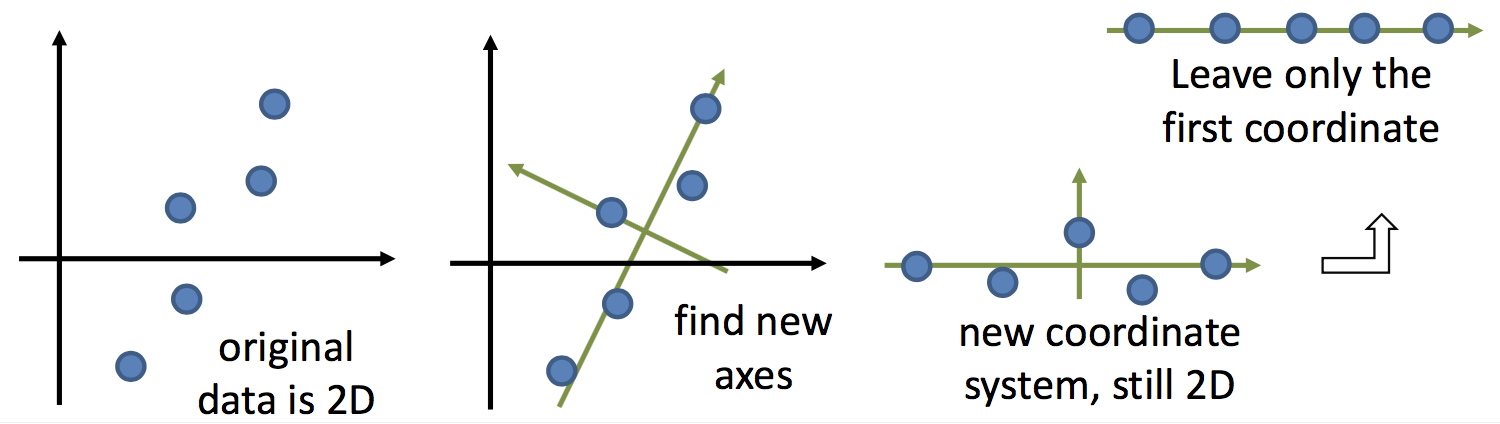 original
data is 2D
find new
axes
new coordinate
system, still 2D
Leave only the
first coordinate